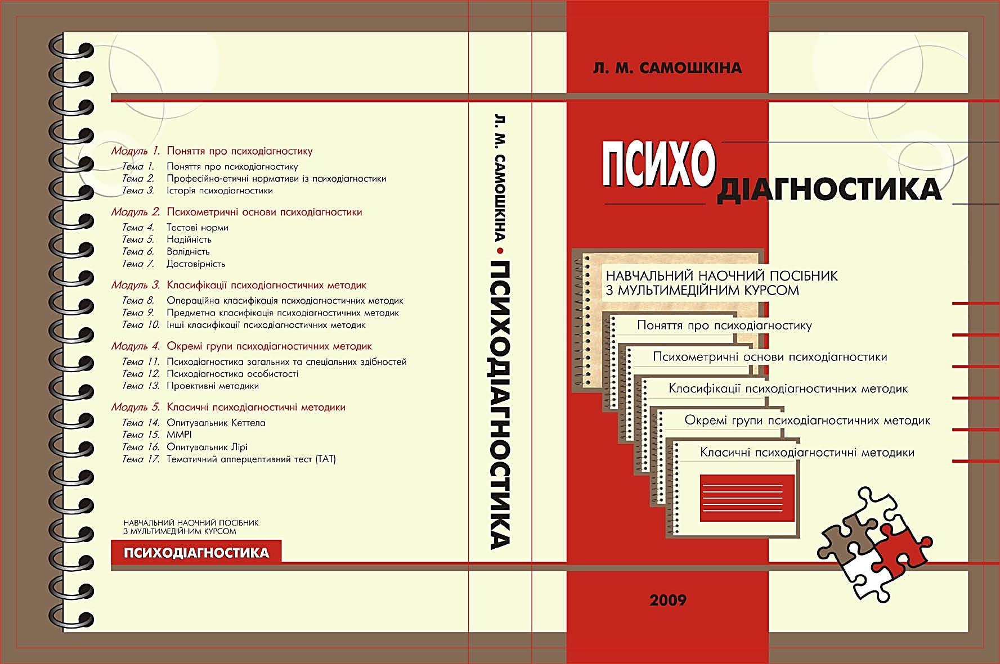 Модуль 1. Поняття про психодіагностику
Тема 1. Поняття про психодіагностику
Тема 2. Професійно-етичні нормативи із психодіагностики
Тема 3. Історія психодіагностики
Модуль 2. Психометричні основи психодіагностики
Тема 4. Тестові норми
Тема 5. Надійність
Тема 6. Валідність
Тема 7. Достовірність
Модуль 3. Класифікації психодіагностичних методик
Тема 8. Операційна класифікація психодіагностичних методик
Тема 9. Предметна класифікація психодіагностичних методик
Тема 10. Інші класифікації психодіагностичних методик
Модуль 4. Окремі групи психодіагностичних методик
Тема 11. Психодіагностика загальних та спеціальних здібностей
Тема 12. Психодіагностика особистості
Тема 13. Проективні методики
Модуль 5. Класичні психодіагностичні методики
Тема 14. Опитувальник Кеттела
Тема 15. MMPI
Тема 16. Опитувальник Лірі
Тема 17. Тематичний апперцептивний тест (ТАТ)
НАВЧАЛЬНИЙ НАОЧНИЙ ПОСІБНИК
З МУЛЬТИМЕДІЙНИМ КУРСОМ
ПСИХОДІАГНОСТИКА
Л. М. САМОШКІНА • ПСИХОДІАГНОСТИКА
Л. М. САМОШКІНА
ПСИХО
ДІАГНОСТИКА
НАВЧАЛЬНИЙ НАОЧНИЙ ПОСІБНИК
З МУЛЬТИМЕДІЙНИМ КУРСОМ
Поняття про психодіагностику
Психометричні основи психодіагностики
Класифікації психодіагностичних методик
Окремі групи психодіагностичних методик
Класичні психодіагностичні методики
2009